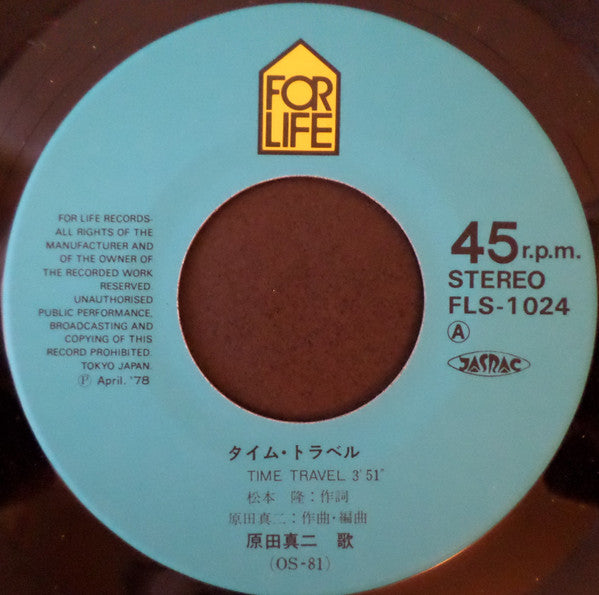 FOR
LIFE
FOR LIFE RECORDS-
ALL RIGHTS OF THE
MANUFACTURER AND
OF THE OWNER OF
THE RECORDED WORK
RESERVED.
UNAUTHORISED
PUBLIC PERFORMANCE,
BROADCASTING AND
COPYING OF THIS
RECORD PROHIBITED.
TOKYO JAPAN.
Ⓟ April. '78
45 r.p.m.
STEREO
FLS-1024
Ⓐ
JASRAC
タイム・トラベル
TIME TRAVEL 3'51"
松本 隆：作詞
原田真二：作曲・編曲
原田真二 歌
(OS-81)